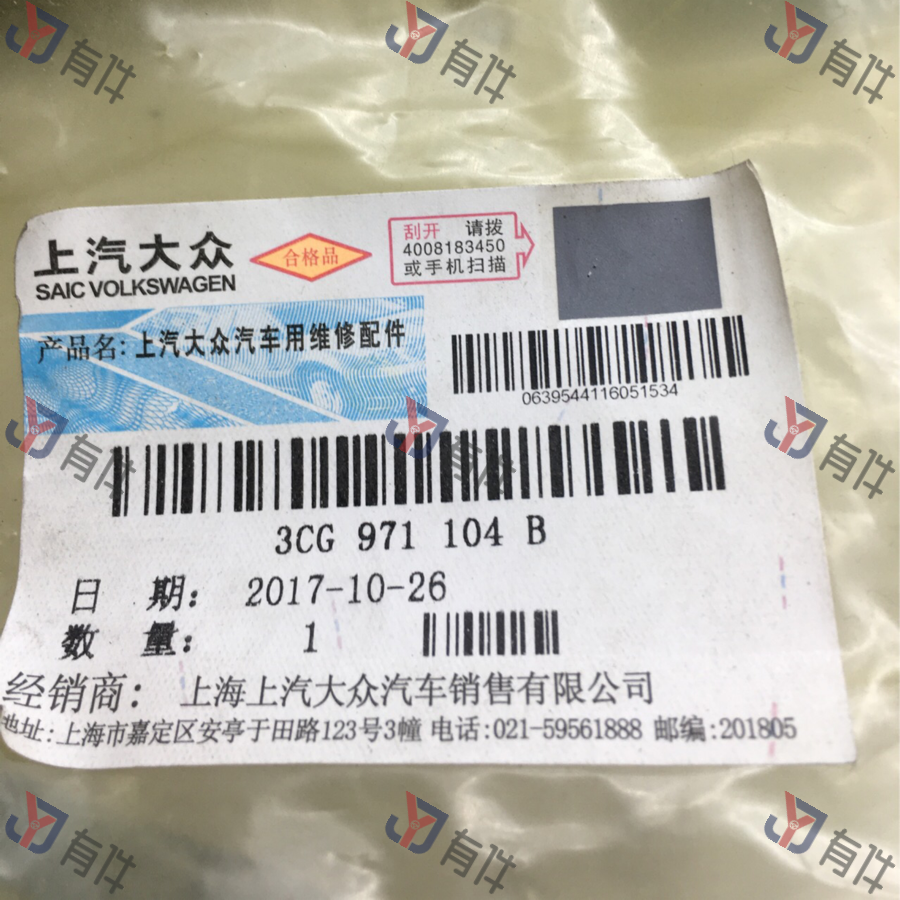 上汽大众
SAIC VOLKSWAGEN
合格品
刮开 请拨
4008183450
或手机扫描
产品名: 上汽大众汽车用维修配件
0639544116051534
3CG 971 104 B
日 期: 2017-10-26
数 量: 1
经销商: 上海上汽大众汽车销售有限公司
地址:上海市嘉定区安亭于田路123号3幢 电话:021-59561888 邮编:201805
有件
有件
有件
有件
有件
有件
有件
有件
有件